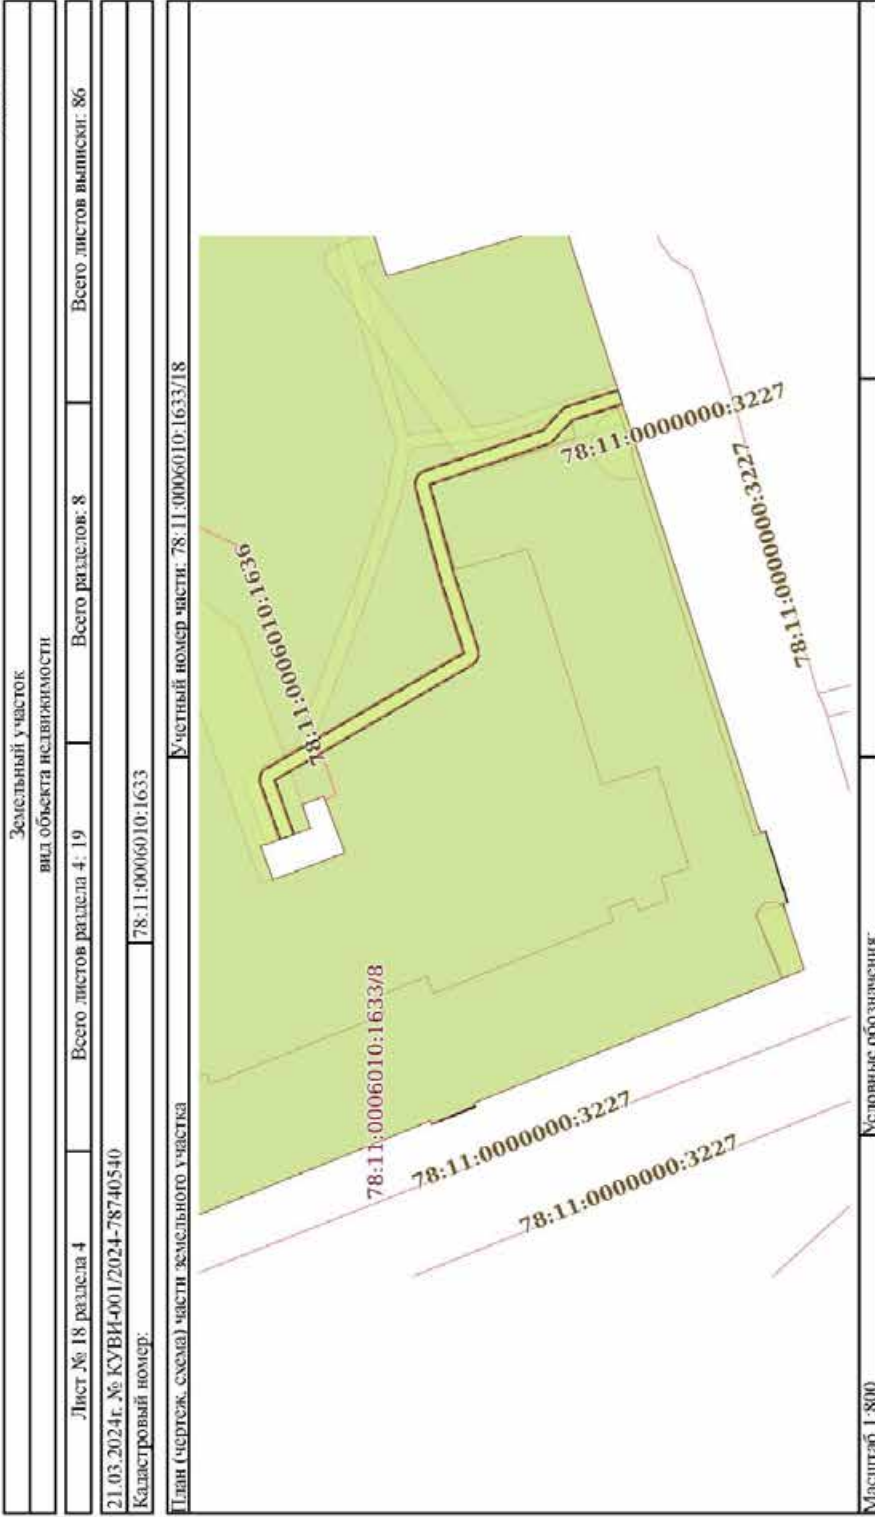 Земельный участок
вид объекта недвижимости
Лист № 18 раздела 4 Всего листов раздела 4: 19 Всего разделов: 8 Всего листов выписки: 86
21.03.2024г. № КУВИ-001/2024-78740540
Кадастровый номер: 78:11:0006010:1633
План (чертеж, схема) части земельного участка Учетный номер части: 78:11:0006010:1633/18
78:11:0006010:1636
78:11:0006010:1633/8
78:11:0000000:3227
78:11:0000000:3227
78:11:0000000:3227
78:11:0000000:3227
Масштаб 1:800 Условные обозначения: